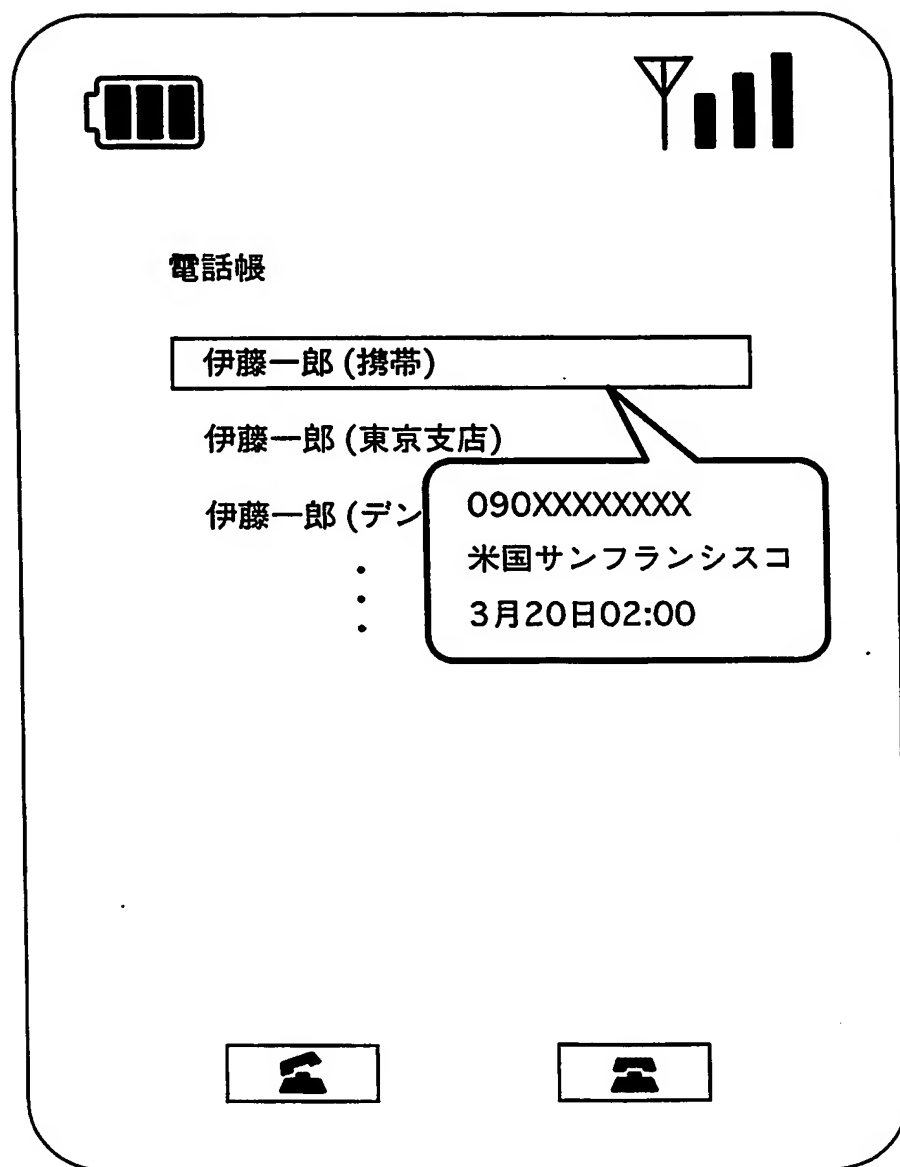 電話帳
伊藤一郎 (携帯)
伊藤一郎 (東京支店)
伊藤一郎 (デン
090XXXXXXXX
米国サンフランシスコ
3月20日02:00